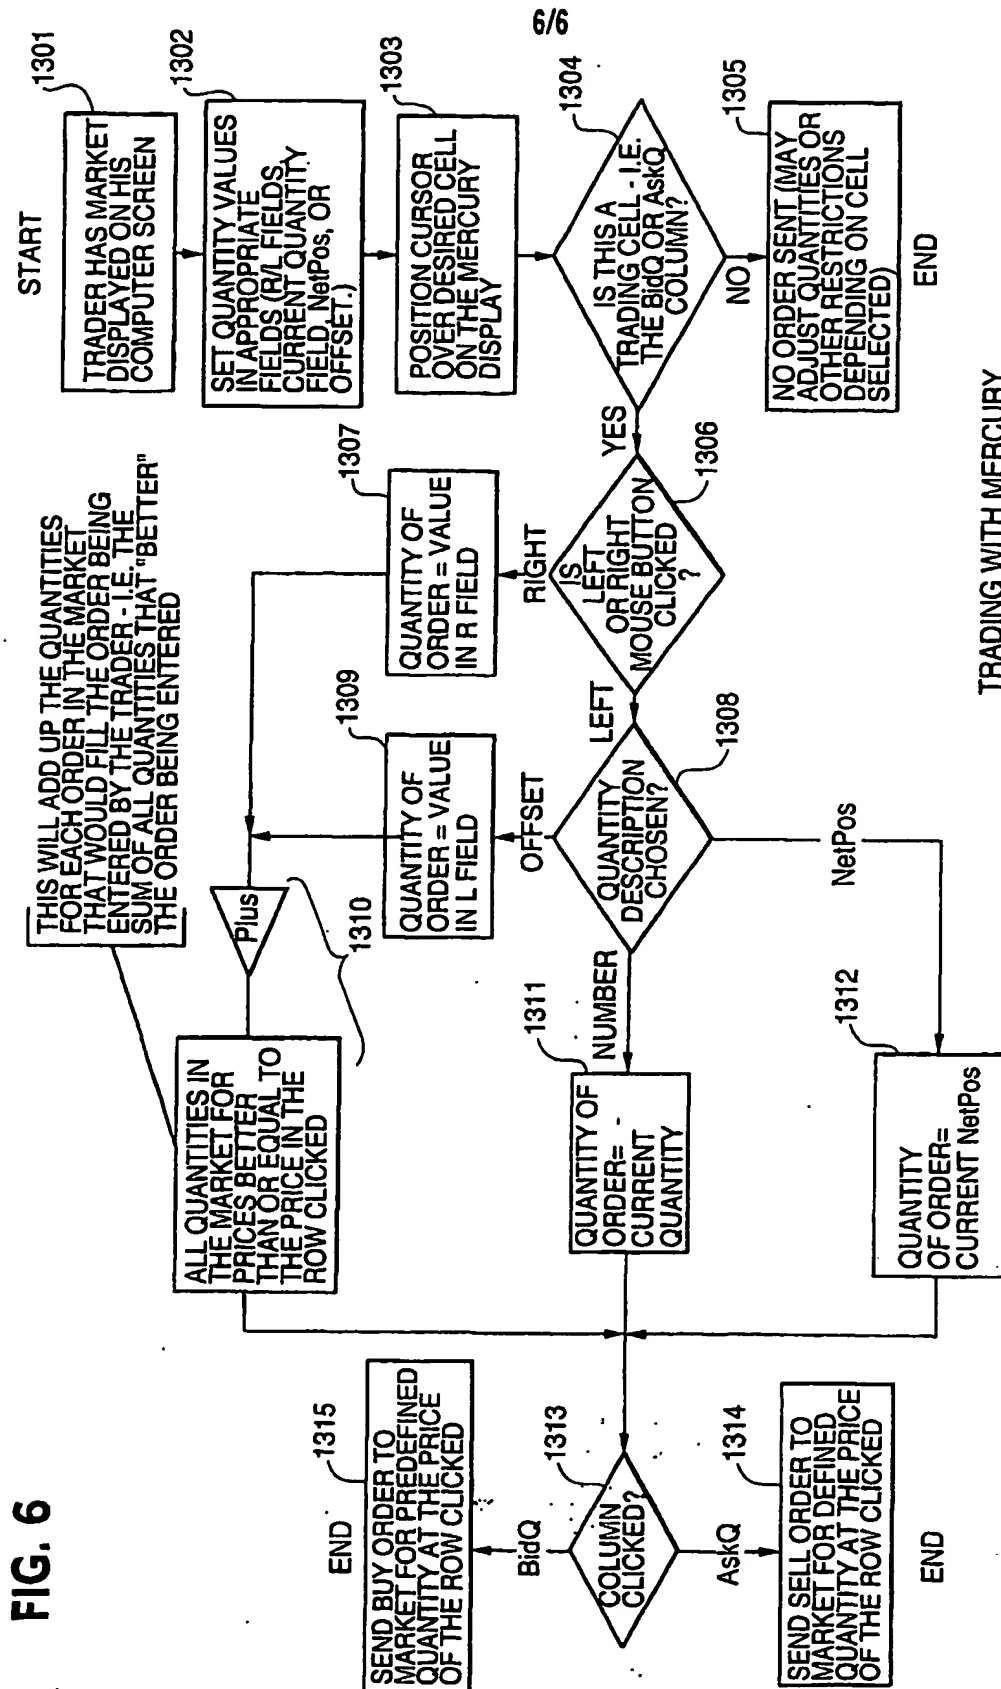 9/9
FIG. 6
START
1301
TRADER HAS MARKET
DISPLAYED ON HIS
COMPUTER SCREEN
1302
SET QUANTITY VALUES
IN APPROPRIATE
FIELDS (R/L FIELDS,
CURRENT QUANTITY
FIELD, NetPos, OR
OFFSET.)
1303
POSITION CURSOR
OVER DESIRED CELL
ON THE MERCURY
DISPLAY
1304
IS THIS A
TRADING CELL - I.E.
THE BidQ OR AskQ
COLUMN?
NO
1305
NO ORDER SENT (MAY
ADJUST QUANTITIES OR
OTHER RESTRICTIONS
DEPENDING ON CELL
SELECTED)
END
YES
1306
IS
LEFT
OR RIGHT
MOUSE BUTTON
CLICKED
?
RIGHT
1307
QUANTITY OF
ORDER = VALUE
IN R FIELD
LEFT
1308
QUANTITY
DESCRIPTION
CHOSEN?
OFFSET
1309
QUANTITY OF
ORDER = VALUE
IN L FIELD
Plus
1310
THIS WILL ADD UP THE QUANTITIES
FOR EACH ORDER IN THE MARKET
THAT WOULD FILL THE ORDER BEING
ENTERED BY THE TRADER - I.E. THE
SUM OF ALL QUANTITIES THAT "BETTER"
THE ORDER BEING ENTERED
ALL QUANTITIES IN
THE MARKET FOR
PRICES BETTER
THAN OR EQUAL TO
THE PRICE IN THE
ROW CLICKED
NUMBER
1311
QUANTITY OF
ORDER=
CURRENT
QUANTITY
NetPos
1312
QUANTITY
OF ORDER=
CURRENT NetPos
1313
COLUMN
CLICKED?
BidQ
1315
SEND BUY ORDER TO
MARKET FOR PREDEFINED
QUANTITY AT THE PRICE
OF THE ROW CLICKED
END
AskQ
1314
SEND SELL ORDER TO
MARKET FOR DEFINED
QUANTITY AT THE PRICE
OF THE ROW CLICKED
END
TRADING WITH MERCURY